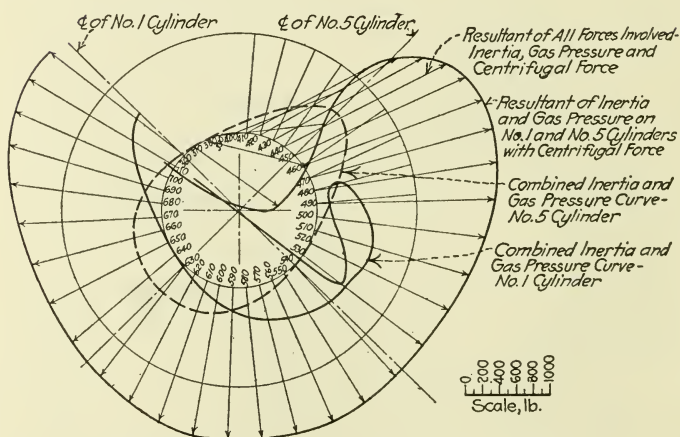 ℄ of No.1 Cylinder
℄ of No.5 Cylinder
Resultant of All Forces Involved-
Inertia, Gas Pressure and
Centrifugal Force
Resultant of Inertia
and Gas Pressure on
No.1 and No.5 Cylinders
with Centrifugal Force
Combined Inertia and
Gas Pressure Curve-
No.5 Cylinder
Combined Inertia and
Gas Pressure Curve-
No.1 Cylinder
400
410
430
440
450
460
470
480
490
500
510
520
530
540
550
560
570
580
590
600
610
620
630
640
650
660
670
680
690
700
0
200
400
600
800
1000
Scale, lb.